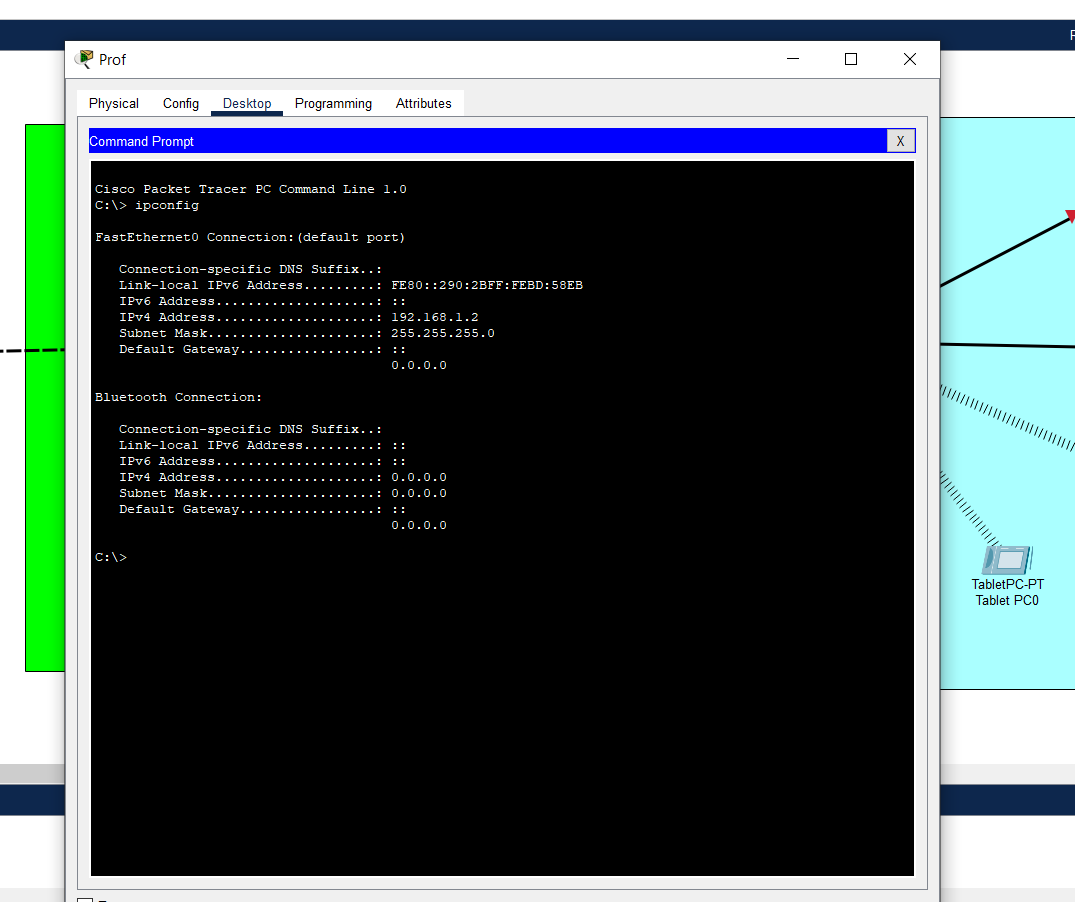 Prof
Physical Config Desktop Programming Attributes
Command Prompt X
Cisco Packet Tracer PC Command Line 1.0
C:\> ipconfig
FastEthernet0 Connection:(default port)
Connection-specific DNS Suffix..:
Link-local IPv6 Address.........: FE80::290:2BFF:FEBD:58EB
IPv6 Address....................: ::
IPv4 Address....................: 192.168.1.2
Subnet Mask.....................: 255.255.255.0
Default Gateway.................: ::
0.0.0.0
Bluetooth Connection:
Connection-specific DNS Suffix..:
Link-local IPv6 Address.........: ::
IPv6 Address....................: ::
IPv4 Address....................: 0.0.0.0
Subnet Mask.....................: 0.0.0.0
Default Gateway.................: ::
0.0.0.0
C:\>
TabletPC-PT
Tablet PC0